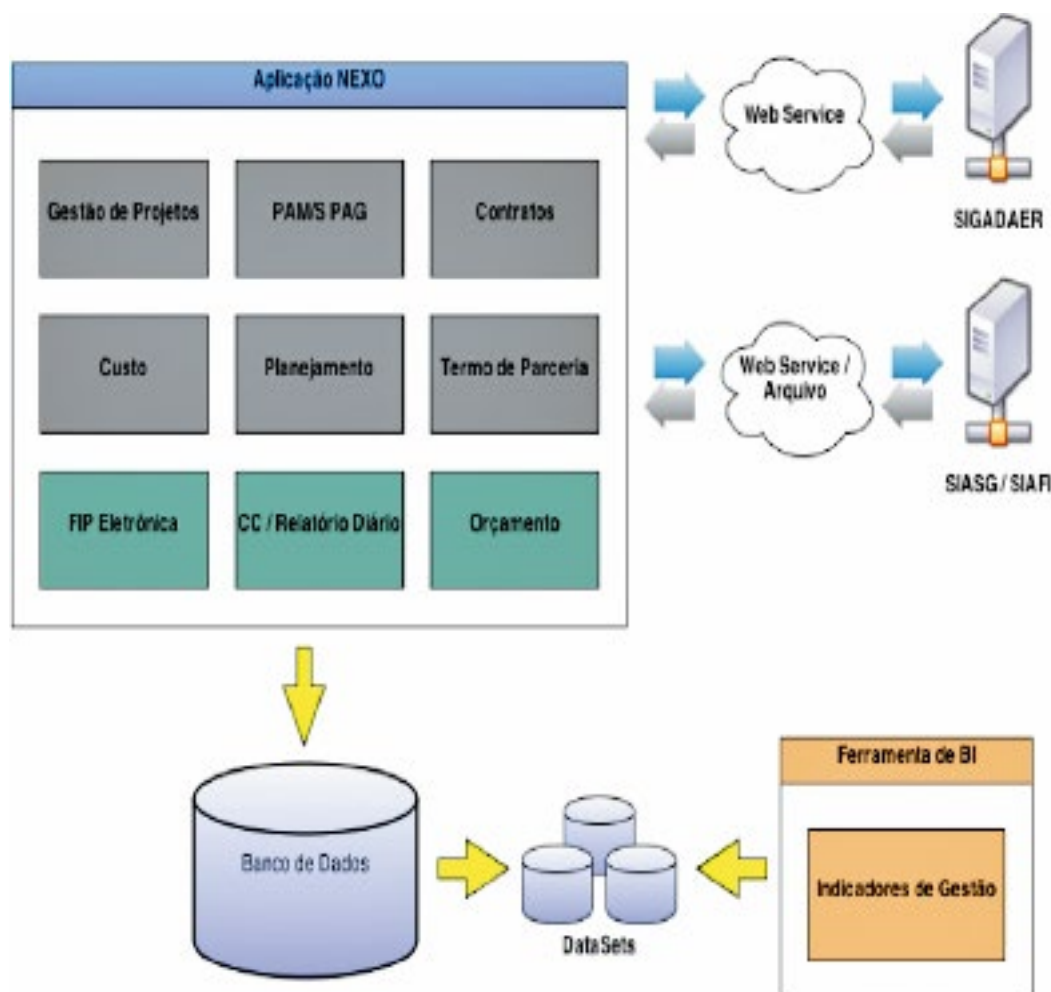 Aplicação NEXO
Gestão de Projetos
PAM/S PAG
Contratos
Custo
Planejamento
Termo de Parceria
FIP Eletrônica
CC / Relatório Diário
Orçamento
Web Service
SIGADAER
Web Service /
Arquivo
SIASG / SIAFI
Banco de Dados
DataSets
Ferramenta de BI
Indicadores de Gestão